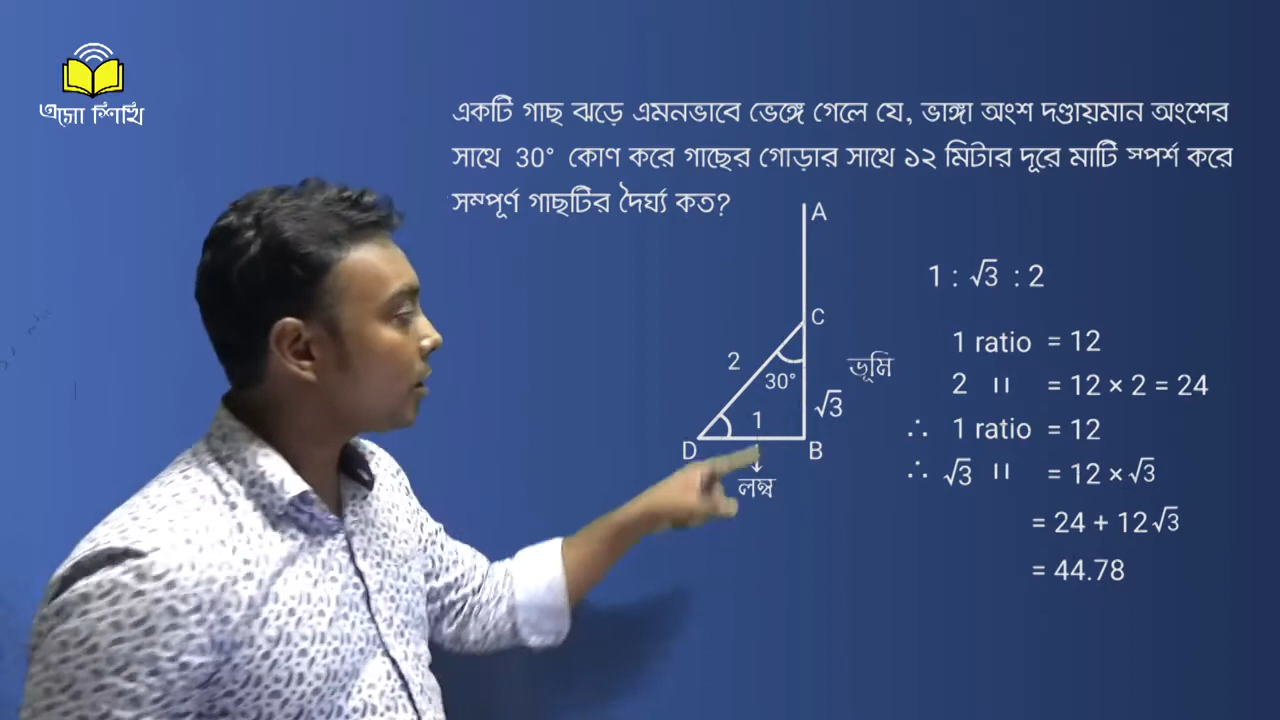 এসো শিখি
একটি গাছ ঝড়ে এমনভাবে ভেঙ্গে গেলে যে, ভাঙ্গা অংশ দণ্ডায়মান অংশের
সাথে 30° কোণ করে গাছের গোড়ার সাথে ১২ মিটার দূরে মাটি স্পর্শ করে
সম্পূর্ণ গাছটির দৈর্ঘ্য কত?
A
C
2
30°
ভূমি
√3
1
D
B
লম্ব
1 : √3 : 2
1 ratio = 12
2 " = 12 × 2 = 24
∴ 1 ratio = 12
∴ √3 " = 12 × √3
= 24 + 12√3
= 44.78